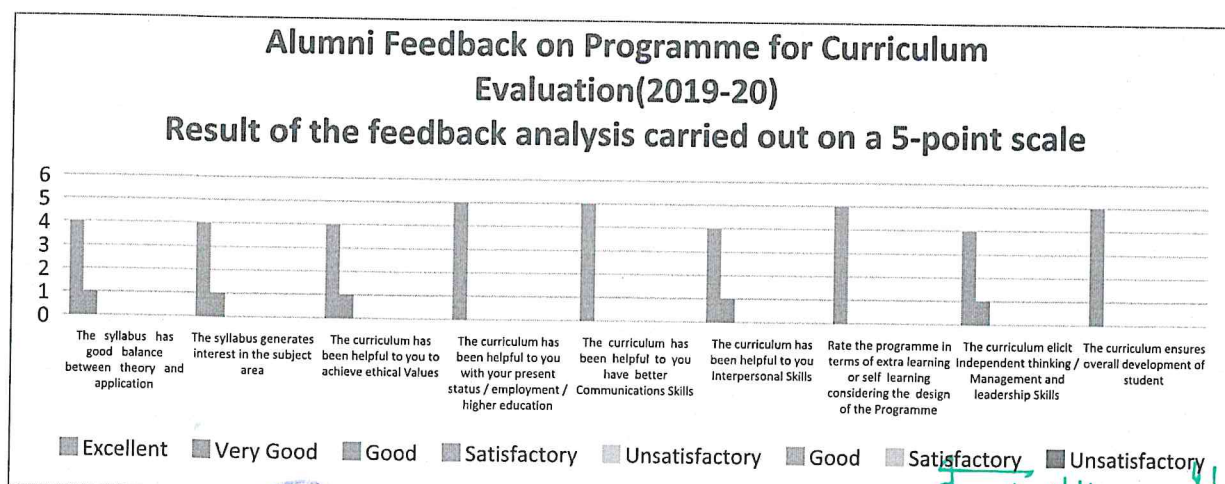 Alumni Feedback on Programme for Curriculum
Evaluation(2019-20)
Result of the feedback analysis carried out on a 5-point scale
6
5
4
3
2
1
0
The syllabus has
good balance
between theory and
application
The syllabus generates
interest in the subject
area
The curriculum has
been helpful to you to
achieve ethical Values
The curriculum has
been helpful to you
with your present
status / employment /
higher education
The curriculum has
been helpful to you
have better
Communications Skills
The curriculum has
been helpful to you
Interpersonal Skills
Rate the programme in
terms of extra learning
or self learning
considering the design
of the Programme
The curriculum elicit
Independent thinking /
Management and
leadership Skills
The curriculum ensures
overall development of
student
Excellent Very Good Good Satisfactory Unsatisfactory Good Satisfactory Unsatisfactory